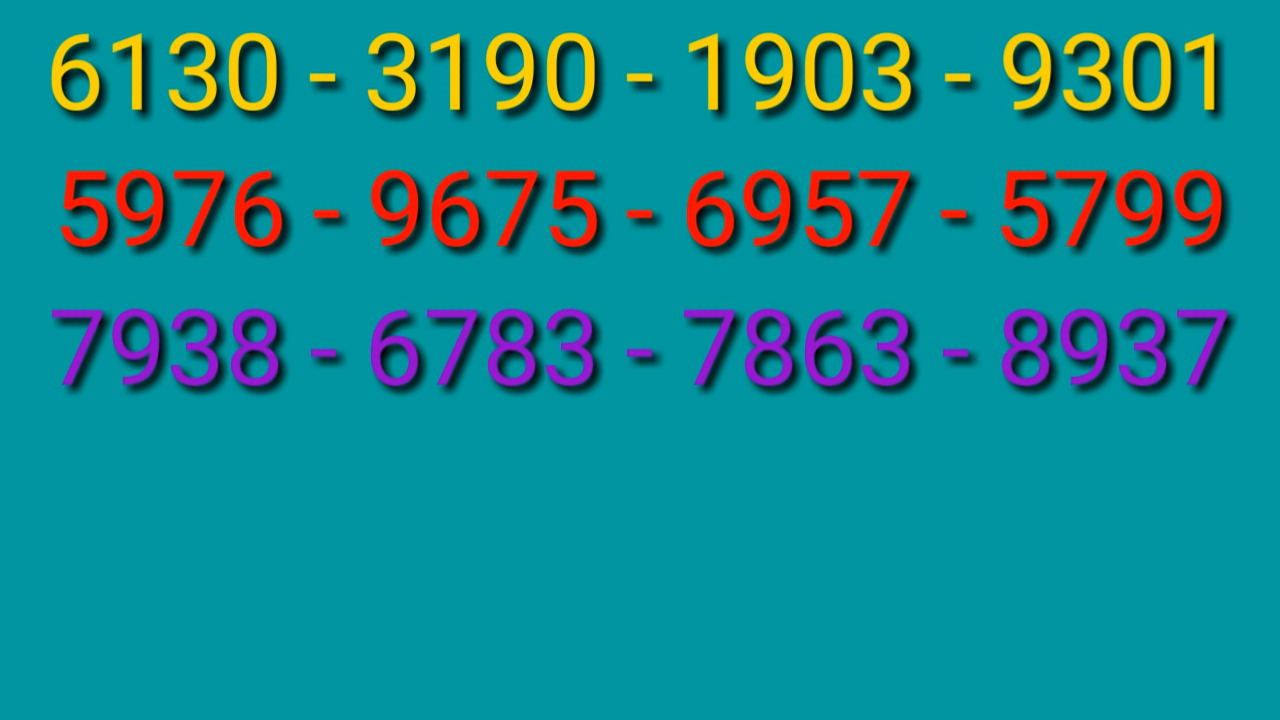 6130 - 3190 - 1903 - 9301
5976 - 9675 - 6957 - 5799
7938 - 6783 - 7863 - 8937